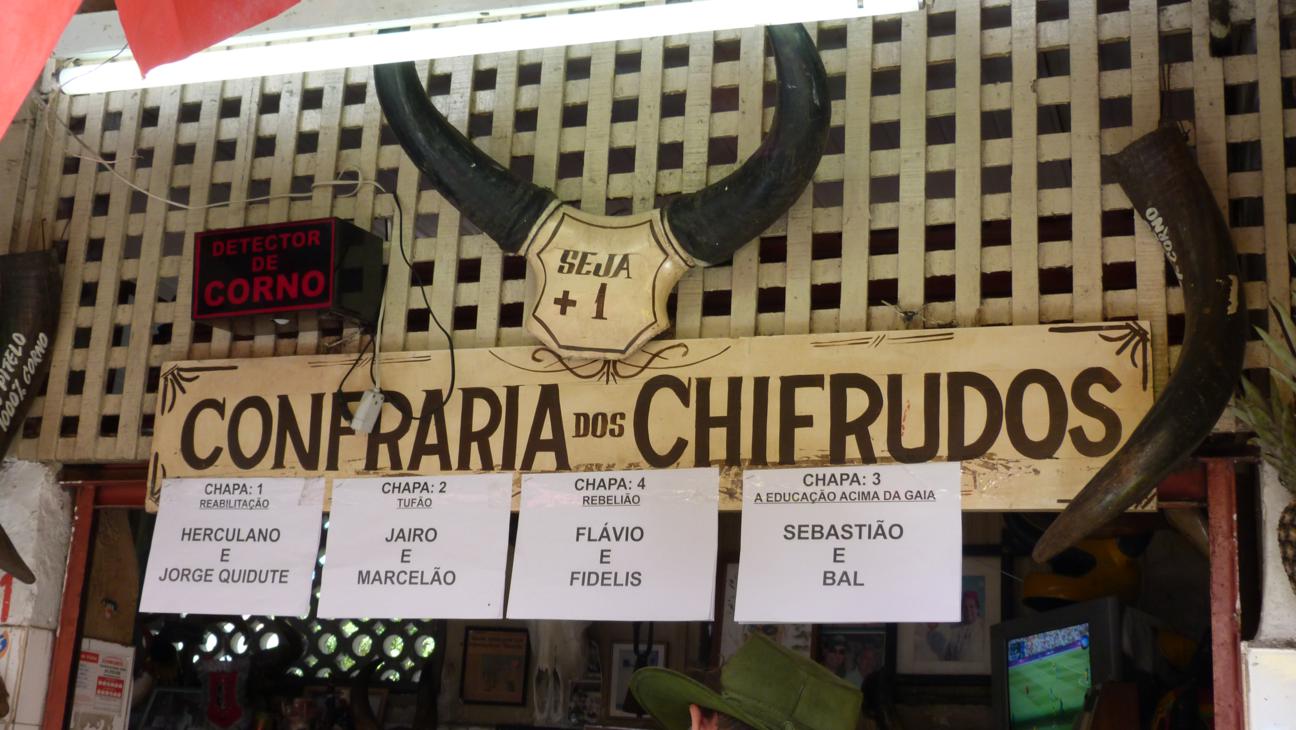 DETECTOR
DE
CORNO
SEJA
+1
1000% CORNO
CONFRARIA DOS CHIFRUDOS
CHAPA: 1
REABILITAÇÃO
HERCULANO
E
JORGE QUIDUTE
CHAPA: 2
TUFÃO
JAIRO
E
MARCELÃO
CHAPA: 4
REBELIÃO
FLÁVIO
E
FIDELIS
CHAPA: 3
A EDUCAÇÃO ACIMA DA GAIA
SEBASTIÃO
E
BAL